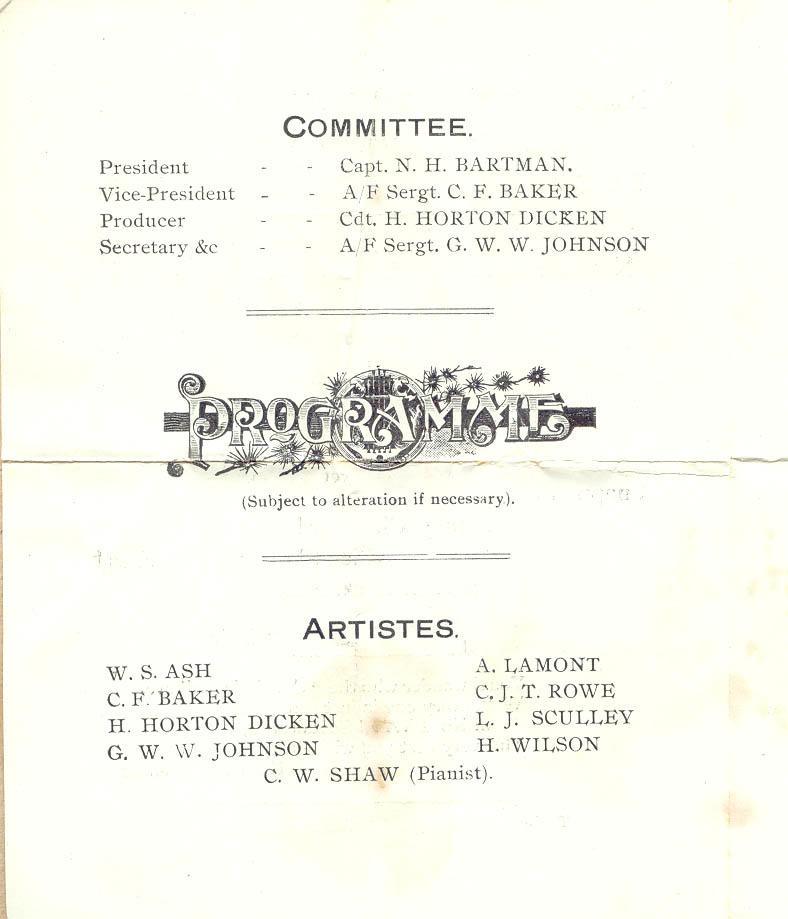 COMMITTEE.
President - - Capt. N. H. BARTMAN.
Vice-President - - A/F Sergt. C. F. BAKER
Producer - - Cdt. H. HORTON DICKEN
Secretary &c - - A/F Sergt. G. W. W. JOHNSON
PROGRAMME
(Subject to alteration if necessary).
ARTISTES.
W. S. ASH
C. F. BAKER
H. HORTON DICKEN
G. W. W. JOHNSON
A. LAMONT
C. J. T. ROWE
L. J. SCULLEY
H. WILSON
C. W. SHAW (Pianist).